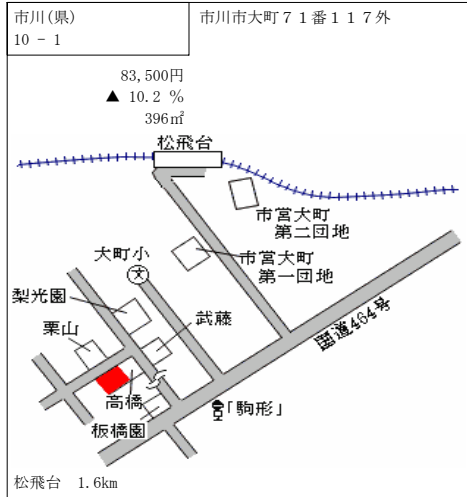 市川(県)
10 - 1
市川市大町７１番１１７外
83,500円
▲ 10.2 %
396㎡
松飛台
市営大町
第二団地
大町小
文
市営大町
第一団地
梨光園
国道464号
栗山
武藤
高橋
「駒形」
板橋園
松飛台 1.6km